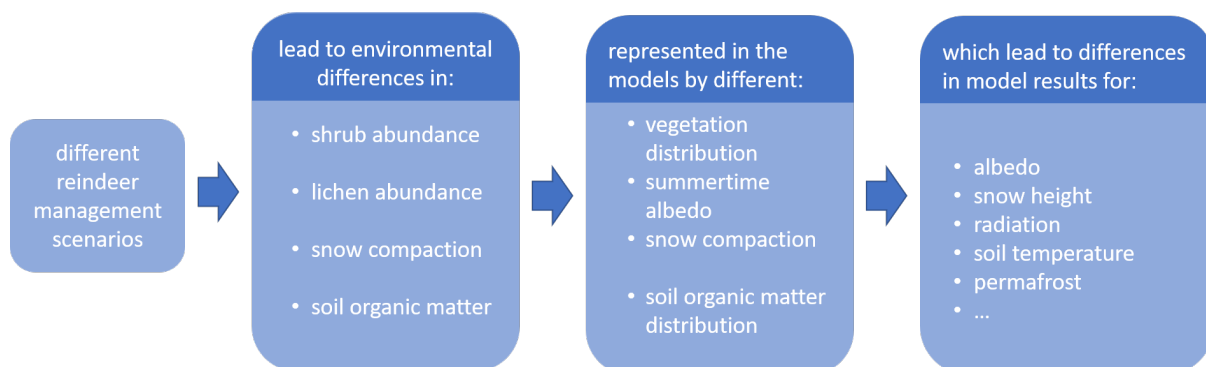 different
reindeer
management
scenarios
lead to environmental
differences in:
• shrub abundance
• lichen abundance
• snow compaction
• soil organic matter
represented in the
models by different:
• vegetation
distribution
• summertime
albedo
• snow compaction
• soil organic matter
distribution
which lead to differences
in model results for:
• albedo
• snow height
• radiation
• soil temperature
• permafrost
• ...